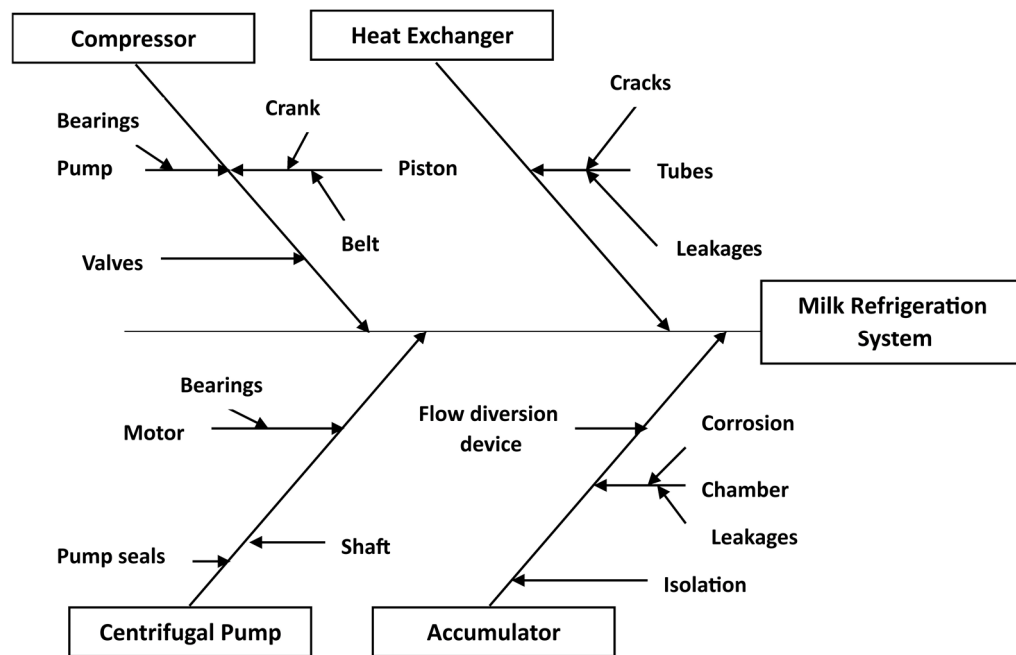 Compressor
Heat Exchanger
Cracks
Crank
Bearings
Pump
Piston
Tubes
Belt
Leakages
Valves
Milk Refrigeration
System
Bearings
Motor
Flow diversion
device
Corrosion
Chamber
Leakages
Shaft
Pump seals
Isolation
Centrifugal Pump
Accumulator